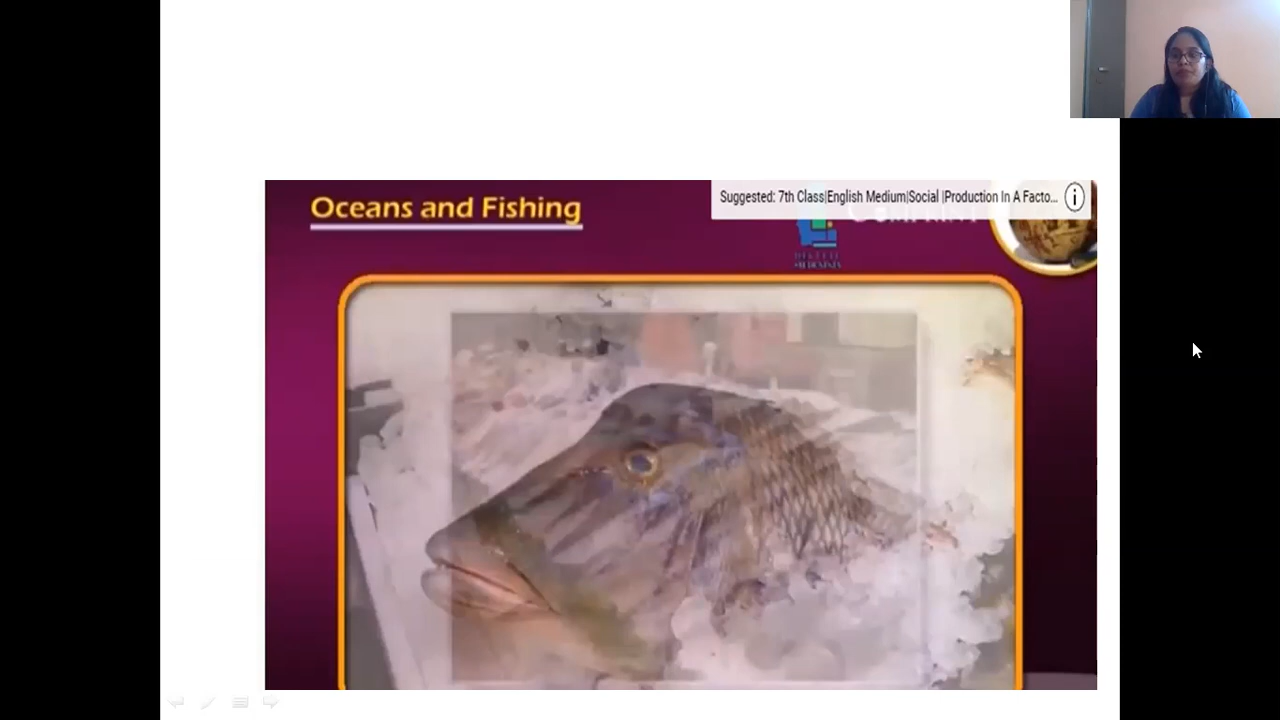 Oceans and Fishing
Suggested: 7th Class|English Medium|Social |Production In A Facto...